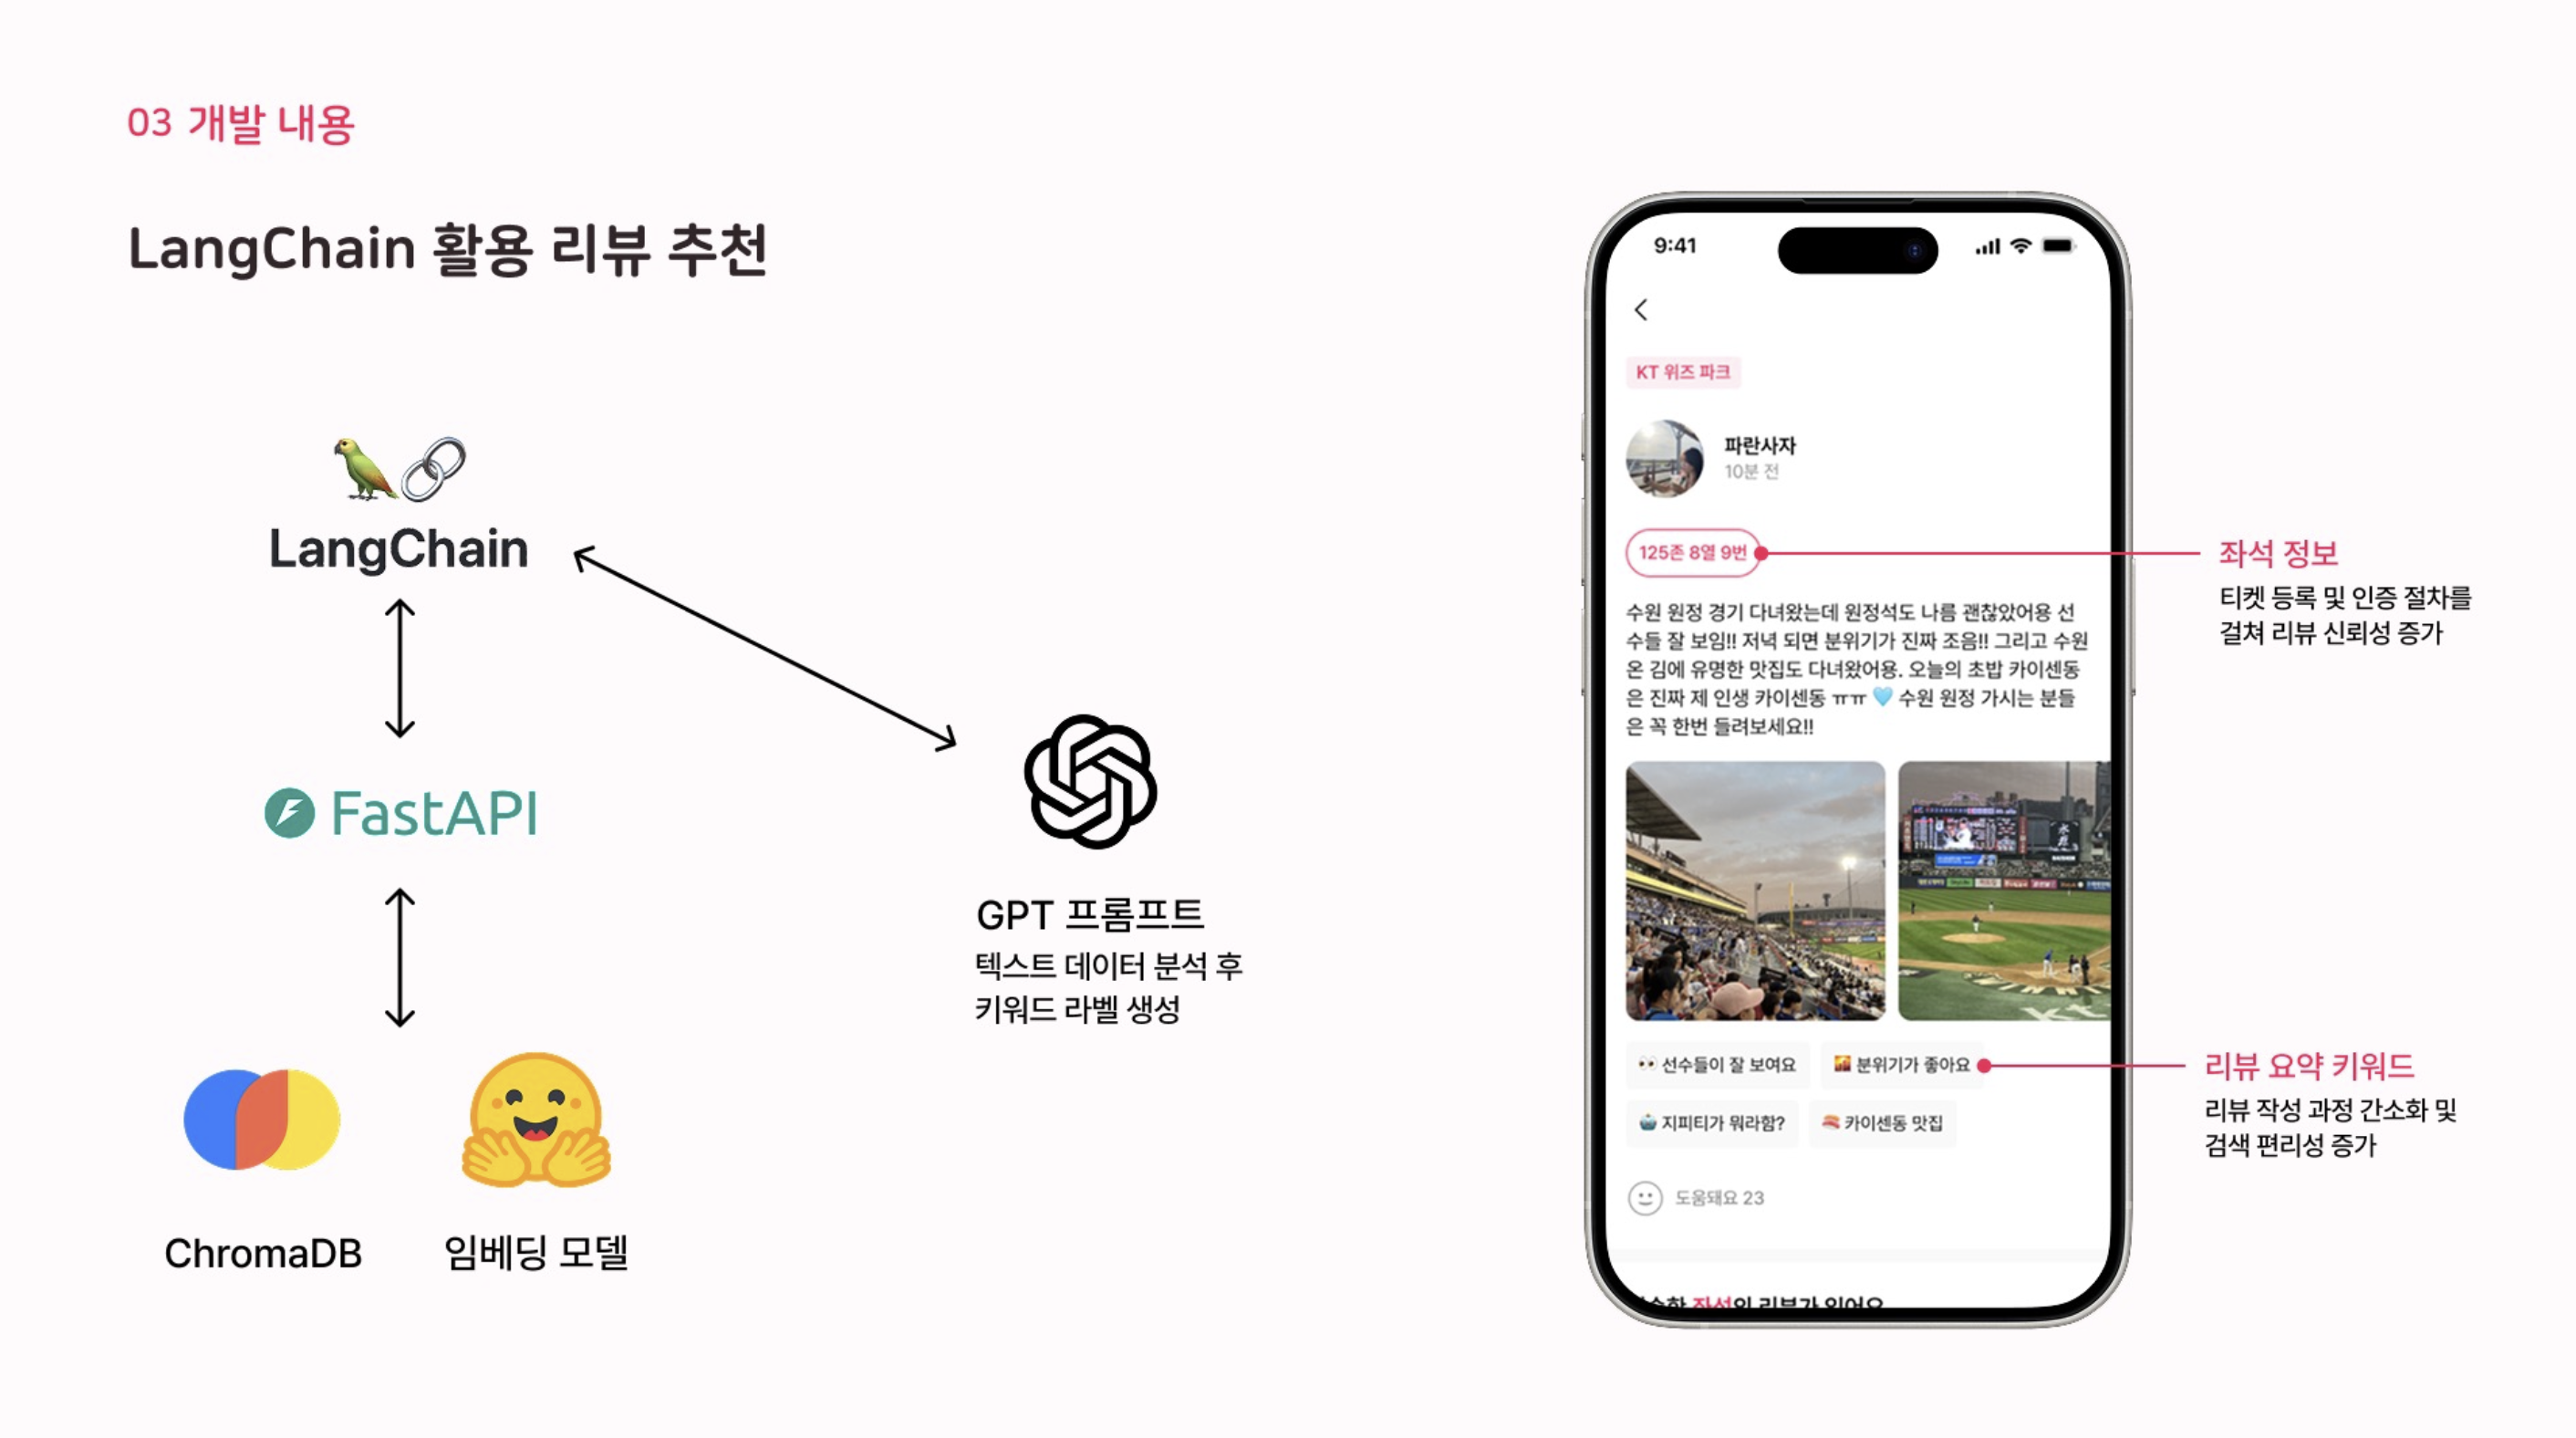 03 개발 내용
LangChain 활용 리뷰 추천
LangChain
FastAPI
ChromaDB
임베딩 모델
GPT 프롬프트
텍스트 데이터 분석 후
키워드 라벨 생성
9:41
KT 위즈 파크
파란사자
10분 전
125존 8열 9번
수원 원정 경기 다녀왔는데 원정석도 나름 괜찮았어용 선
수들 잘 보임!! 저녁 되면 분위기가 진짜 조음!! 그리고 수원
온 김에 유명한 맛집도 다녀왔어용. 오늘의 초밥 카이센동
은 진짜 제 인생 카이센동 ㅠㅠ 🩵 수원 원정 가시는 분들
은 꼭 한번 들려보세요!!
kt
👀 선수들이 잘 보여요
🌇 분위기가 좋아요
🤖 지피티가 뭐라함?
🍣 카이센동 맛집
도움돼요 23
좌석의 리뷰가 있어요
좌석 정보
티켓 등록 및 인증 절차를
걸쳐 리뷰 신뢰성 증가
리뷰 요약 키워드
리뷰 작성 과정 간소화 및
검색 편리성 증가